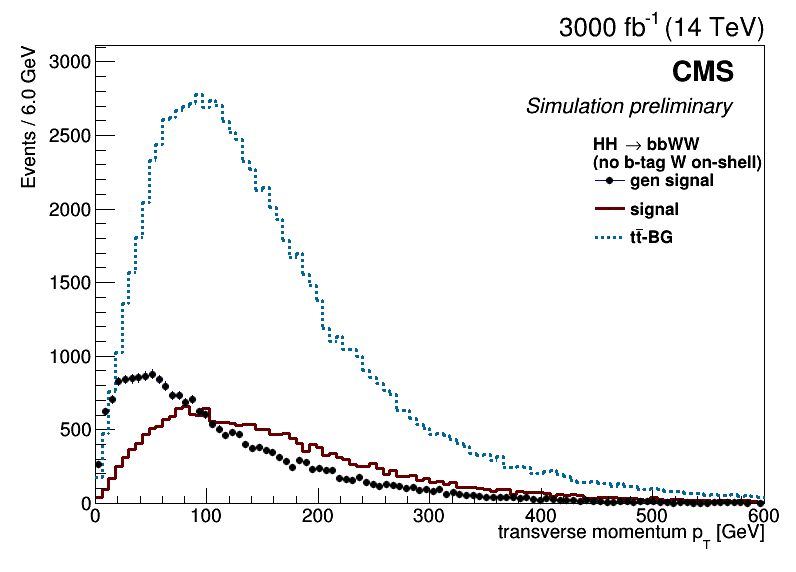 3000 fb-1 (14 TeV)
Events / 6.0 GeV
3000
2500
2000
1500
1000
500
0
CMS
Simulation preliminary
HH → bbWW
(no b-tag W on-shell)
gen signal
signal
tt̄-BG
0 100 200 300 400 500 600
transverse momentum pT [GeV]